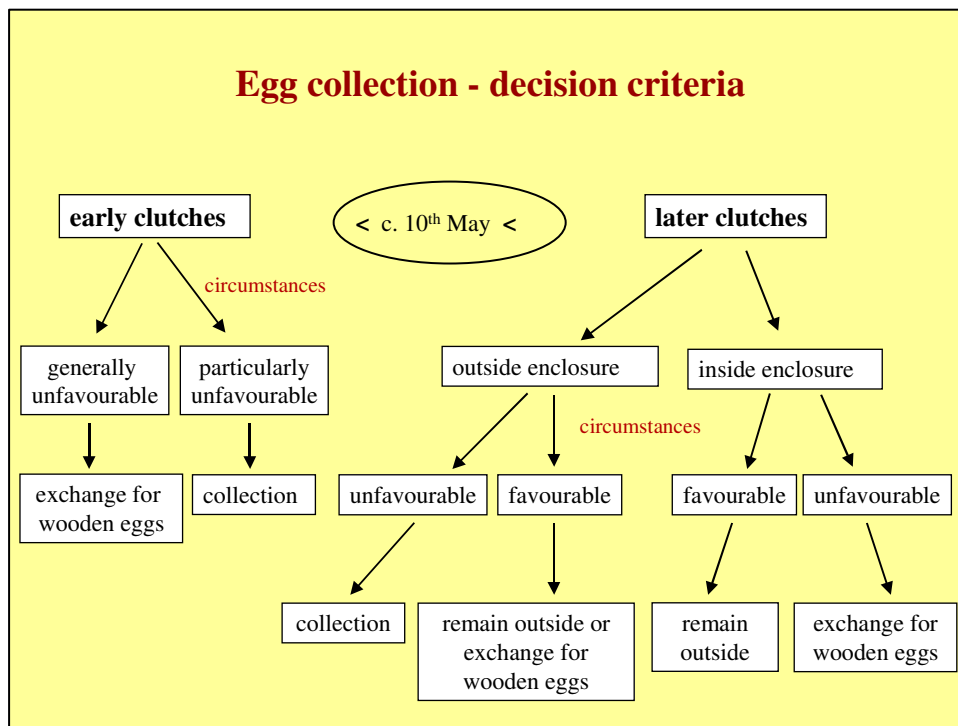 Egg collection - decision criteria
early clutches
< c. 10th May <
later clutches
circumstances
generally
unfavourable
particularly
unfavourable
outside enclosure
inside enclosure
circumstances
exchange for
wooden eggs
collection
unfavourable
favourable
favourable
unfavourable
collection
remain outside or
exchange for
wooden eggs
remain
outside
exchange for
wooden eggs